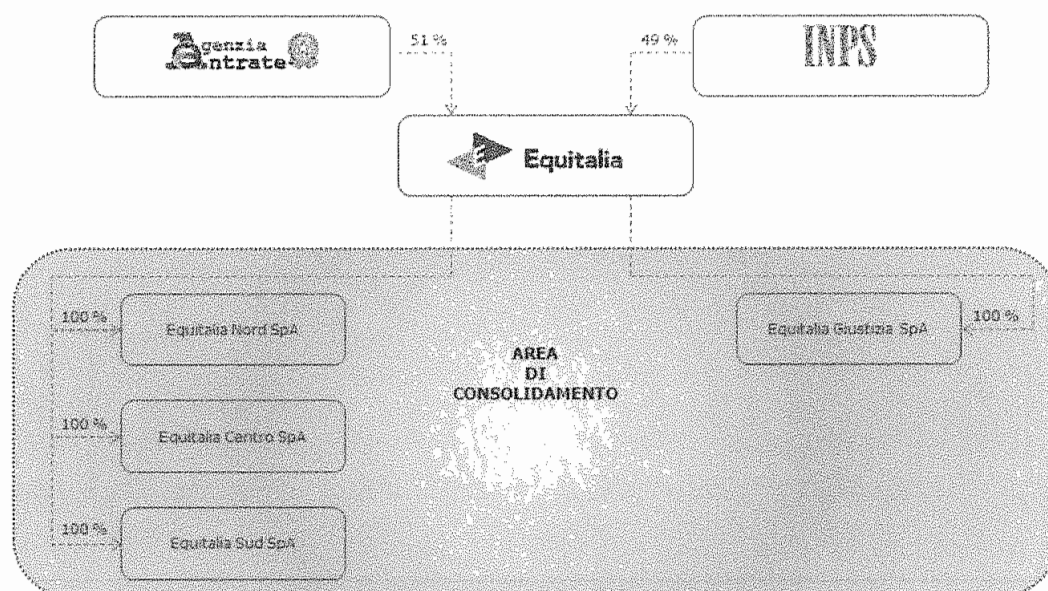 Agenzia
Entrate
51 %
49 %
INPS
Equitalia
100 %
Equitalia Nord SpA
AREA
DI
CONSOLIDAMENTO
Equitalia Giustizia SpA
100 %
100 %
Equitalia Centro SpA
100 %
Equitalia Sud SpA